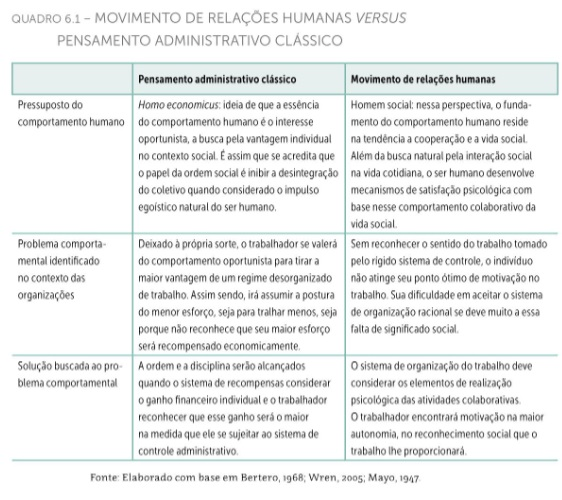 QUADRO 6.1 – MOVIMENTO DE RELAÇÕES HUMANAS VERSUS
PENSAMENTO ADMINISTRATIVO CLÁSSICO
Pensamento administrativo clássico
Movimento de relações humanas
Pressuposto do
comportamento humano
Homo economicus: ideia de que a essência
do comportamento humano é o interesse
oportunista, a busca pela vantagem individual
no contexto social. É assim que se acredita que
o papel da ordem social é inibir a desintegração
do coletivo quando considerado o impulso
egoístico natural do ser humano.
Homem social: nessa perspectiva, o funda-
mento do comportamento humano reside
na tendência a cooperação e a vida social.
Além da busca natural pela interação social
na vida cotidiana, o ser humano desenvolve
mecanismos de satisfação psicológica com
base nesse comportamento colaborativo da
vida social.
Problema comporta-
mental identificado
no contexto das
organizações
Deixado à própria sorte, o trabalhador se valerá
do comportamento oportunista para tirar a
maior vantagem de um regime desorganizado
de trabalho. Assim sendo, irá assumir a postura
do menor esforço, seja para tralhar menos, seja
porque não reconhece que seu maior esforço
será recompensado economicamente.
Sem reconhecer o sentido do trabalho tomado
pelo rígido sistema de controle, o indivíduo
não atinge seu ponto ótimo de motivação no
trabalho. Sua dificuldade em aceitar o sistema
de organização racional se deve muito a essa
falta de significado social.
Solução buscada ao pro-
blema comportamental
A ordem e a disciplina serão alcançados
quando o sistema de recompensas considerar
o ganho financeiro individual e o trabalhador
reconhecer que esse ganho será o maior
na medida que ele se sujeitar ao sistema de
controle administrativo.
O sistema de organização do trabalho deve
considerar os elementos de realização
psicológica das atividades colaborativas.
O trabalhador encontrará motivação na maior
autonomia, no reconhecimento social que o
trabalho lhe proporcionará.
Fonte: Elaborado com base em Bertero, 1968; Wren, 2005; Mayo, 1947.